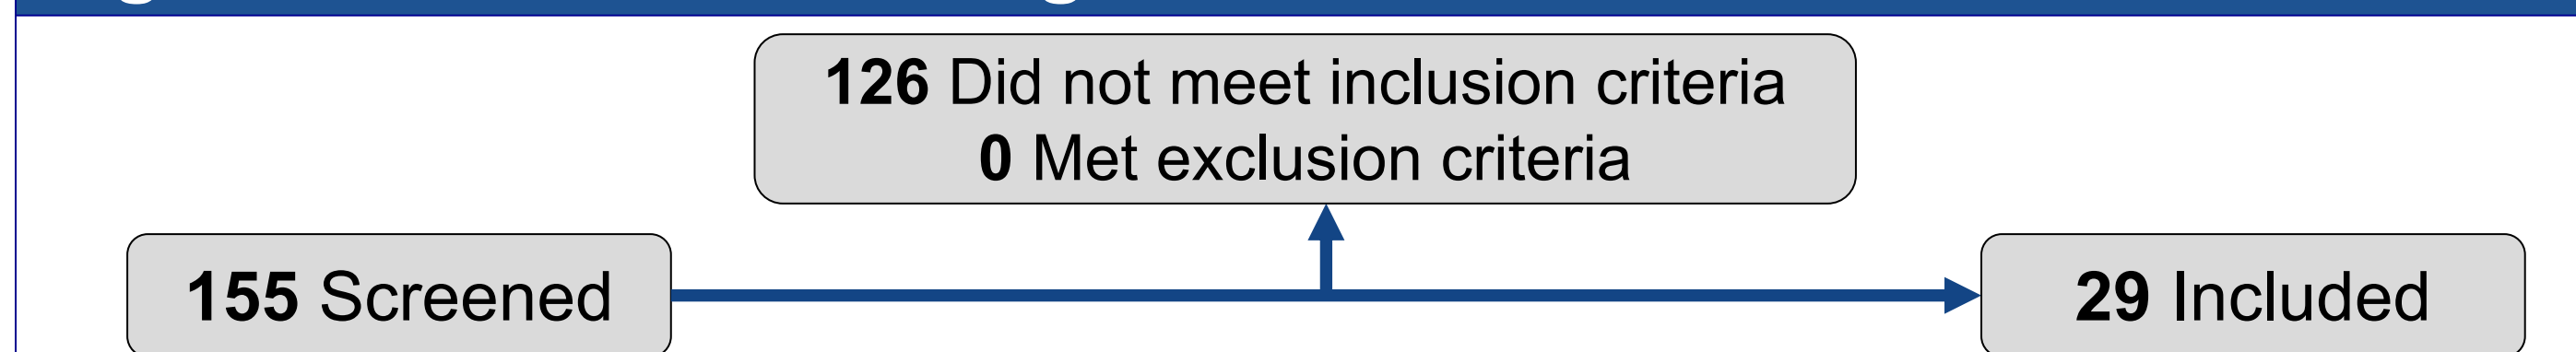 126 Did not meet inclusion criteria
0 Met exclusion criteria
155 Screened
29 Included